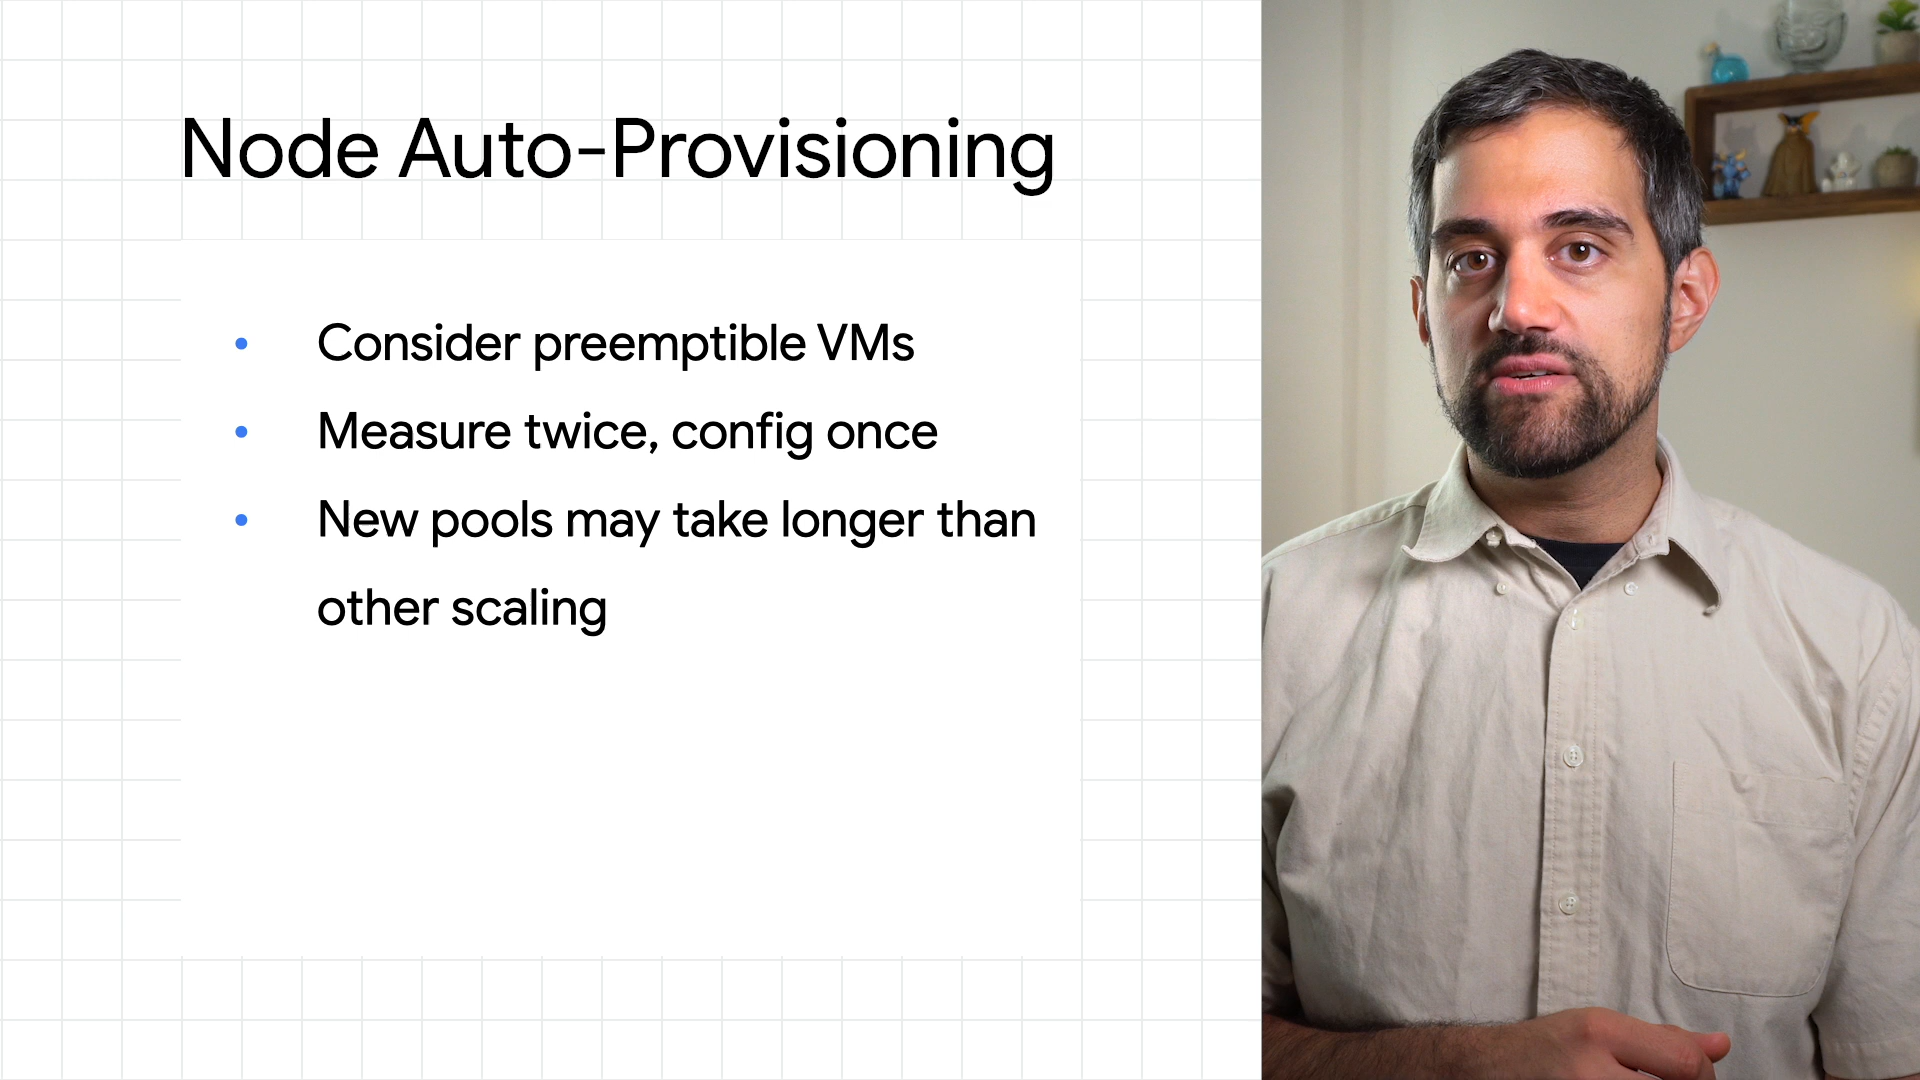 Node Auto-Provisioning
• Consider preemptible VMs
• Measure twice, config once
• New pools may take longer than
other scaling